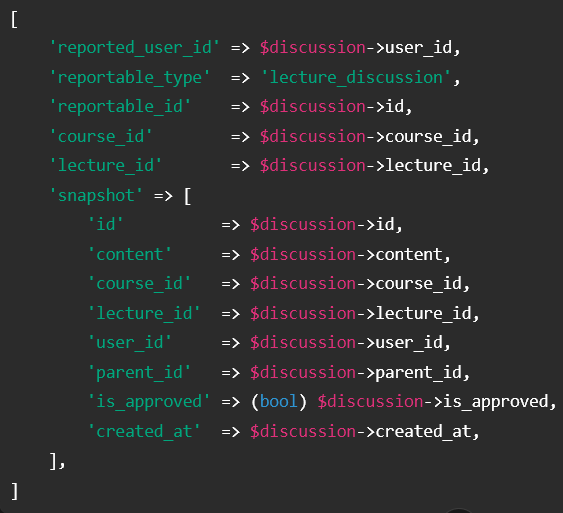 [
    'reported_user_id' => $discussion->user_id,
    'reportable_type'  => 'lecture_discussion',
    'reportable_id'    => $discussion->id,
    'course_id'        => $discussion->course_id,
    'lecture_id'       => $discussion->lecture_id,
    'snapshot' => [
        'id'          => $discussion->id,
        'content'     => $discussion->content,
        'course_id'   => $discussion->course_id,
        'lecture_id'  => $discussion->lecture_id,
        'user_id'     => $discussion->user_id,
        'parent_id'   => $discussion->parent_id,
        'is_approved' => (bool) $discussion->is_approved,
        'created_at'  => $discussion->created_at,
    ],
]